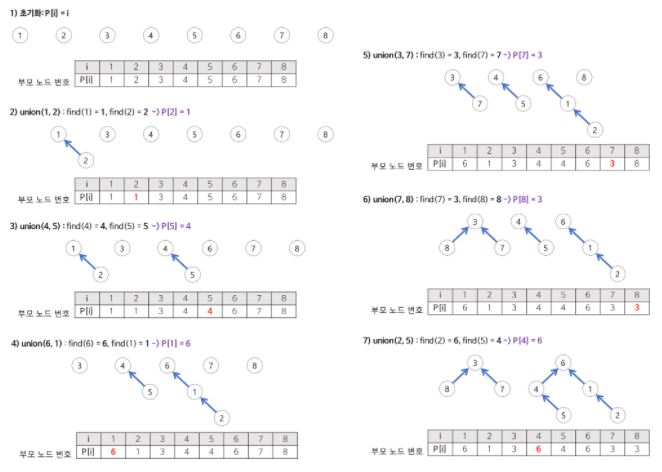 1) 초기화: P[i] = i
1 2 3 4 5 6 7 8
i 1 2 3 4 5 6 7 8
부모 노드 번호 P[i] 1 2 3 4 5 6 7 8
2) union(1, 2) : find(1) = 1, find(2) = 2 -> P[2] = 1
1 3 4 5 6 7 8
2
i 1 2 3 4 5 6 7 8
부모 노드 번호 P[i] 1 1 3 4 5 6 7 8
3) union(4, 5) : find(4) = 4, find(5) = 5 -> P[5] = 4
1 3 4 6 7 8
2 5
i 1 2 3 4 5 6 7 8
부모 노드 번호 P[i] 1 1 3 4 4 6 7 8
4) union(6, 1) : find(6) = 6, find(1) = 1 -> P[1] = 6
3 4 6 7 8
5 1
2
i 1 2 3 4 5 6 7 8
부모 노드 번호 P[i] 6 1 3 4 4 6 7 8
5) union(3, 7) : find(3) = 3, find(7) = 7 -> P[7] = 3
3 4 6 8
7 5 1
2
i 1 2 3 4 5 6 7 8
부모 노드 번호 P[i] 6 1 3 4 4 6 3 8
6) union(7, 8) : find(7) = 3, find(8) = 8 -> P[8] = 3
3 4 6
8 7 5 1
2
i 1 2 3 4 5 6 7 8
부모 노드 번호 P[i] 6 1 3 4 4 6 3 3
7) union(2, 5) : find(2) = 6, find(5) = 4 -> P[4] = 6
3 6
8 7 4 1
5 2
i 1 2 3 4 5 6 7 8
부모 노드 번호 P[i] 6 1 3 6 4 6 3 3